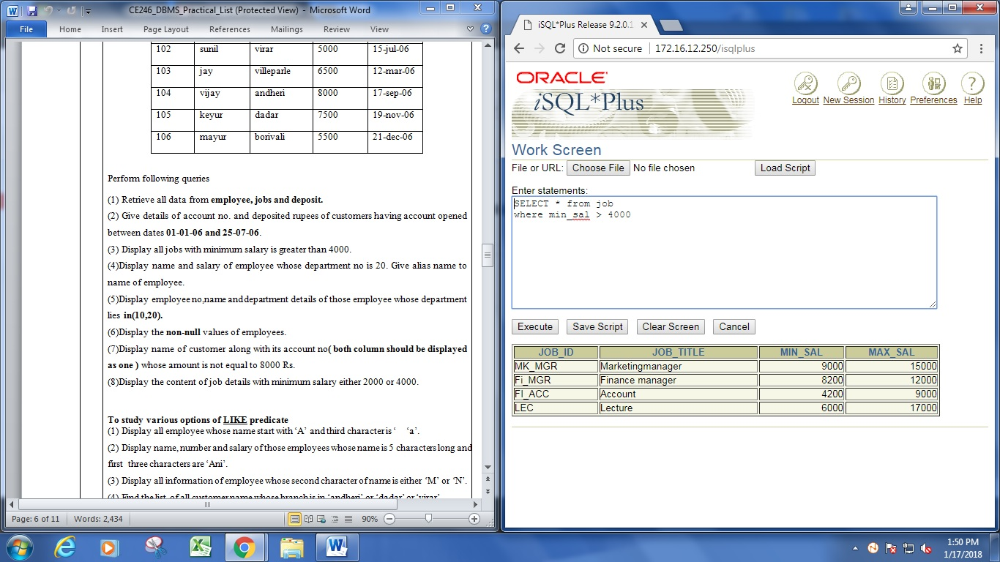 CE246_DBMS_Practical_List (Protected View) - Microsoft Word
File Home Insert Page Layout References Mailings Review View
102 sunil virar 5000 15-jul-06
103 jay villeparle 6500 12-mar-06
104 vijay andheri 8000 17-sep-06
105 keyur dadar 7500 19-nov-06
106 mayur borivali 5500 21-dec-06
Perform following queries
(1) Retrieve all data from employee, jobs and deposit.
(2) Give details of account no. and deposited rupees of customers having account opened
between dates 01-01-06 and 25-07-06.
(3) Display all jobs with minimum salary is greater than 4000.
(4)Display name and salary of employee whose department no is 20. Give alias name to
name of employee.
(5)Display employee no,name and department details of those employee whose department
lies in(10,20).
(6)Display the non-null values of employees.
(7)Display name of customer along with its account no( both column should be displayed
as one ) whose amount is not equal to 8000 Rs.
(8)Display the content of job details with minimum salary either 2000 or 4000.
To study various options of LIKE predicate
(1) Display all employee whose name start with ‘A’ and third character is ‘ ‘a’.
(2) Display name, number and salary of those employees whose name is 5 characters long and
first three characters are ‘Ani’.
(3) Display all information of employee whose second character of name is either ‘M’ or ‘N’.
(4) Find the list of all customer name whose branch is in ‘andheri’ or ‘dadar’ or ‘virar’
Page: 6 of 11 Words: 2,434 90%
iSQL*Plus Release 9.2.0.1
Not secure 172.16.12.250/isqlplus
ORACLE
iSQL*Plus
Logout New Session History Preferences Help
Work Screen
File or URL: Choose File No file chosen Load Script
Enter statements:
SELECT * from job
where min_sal > 4000
Execute Save Script Clear Screen Cancel
JOB_ID JOB_TITLE MIN_SAL MAX_SAL
MK_MGR Marketingmanager 9000 15000
Fi_MGR Finance manager 8200 12000
FI_ACC Account 4200 9000
LEC Lecture 6000 17000
1:50 PM
1/17/2018